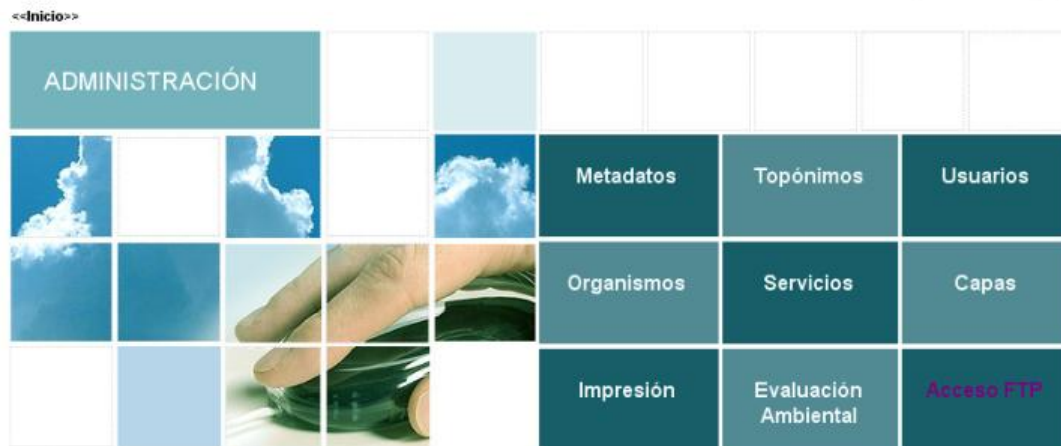 <<Inicio>>
ADMINISTRACIÓN
Metadatos
Topónimos
Usuarios
Organismos
Servicios
Capas
Impresión
Evaluación
Ambiental
Acceso FTP